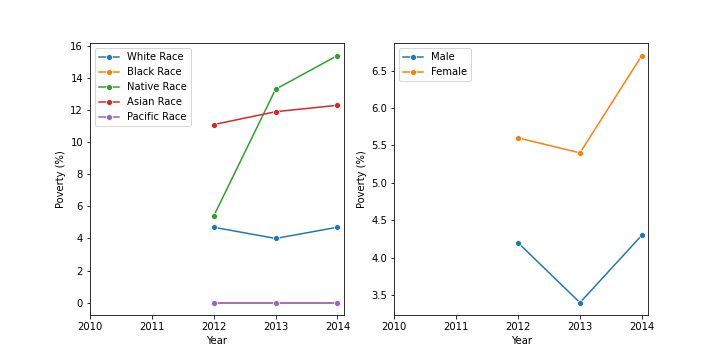 White Race
Black Race
Native Race
Asian Race
Pacific Race
16
14
12
10
8
6
4
2
0
Poverty (%)
2010 2011 2012 2013 2014
Year
Male
Female
6.5
6.0
5.5
5.0
4.5
4.0
3.5
Poverty (%)
2010 2011 2012 2013 2014
Year